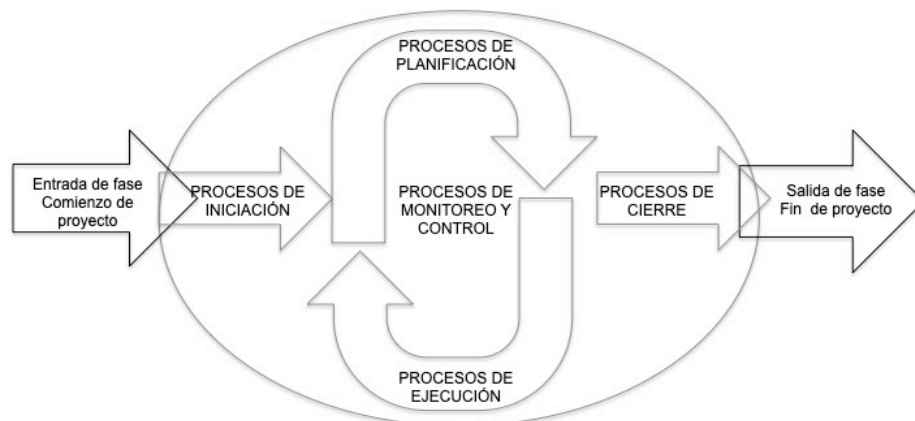 Entrada de fase
Comienzo de
proyecto
PROCESOS DE
INICIACIÓN
PROCESOS DE
PLANIFICACIÓN
PROCESOS DE
MONITOREO Y
CONTROL
PROCESOS DE
EJECUCIÓN
PROCESOS DE
CIERRE
Salida de fase
Fin de proyecto